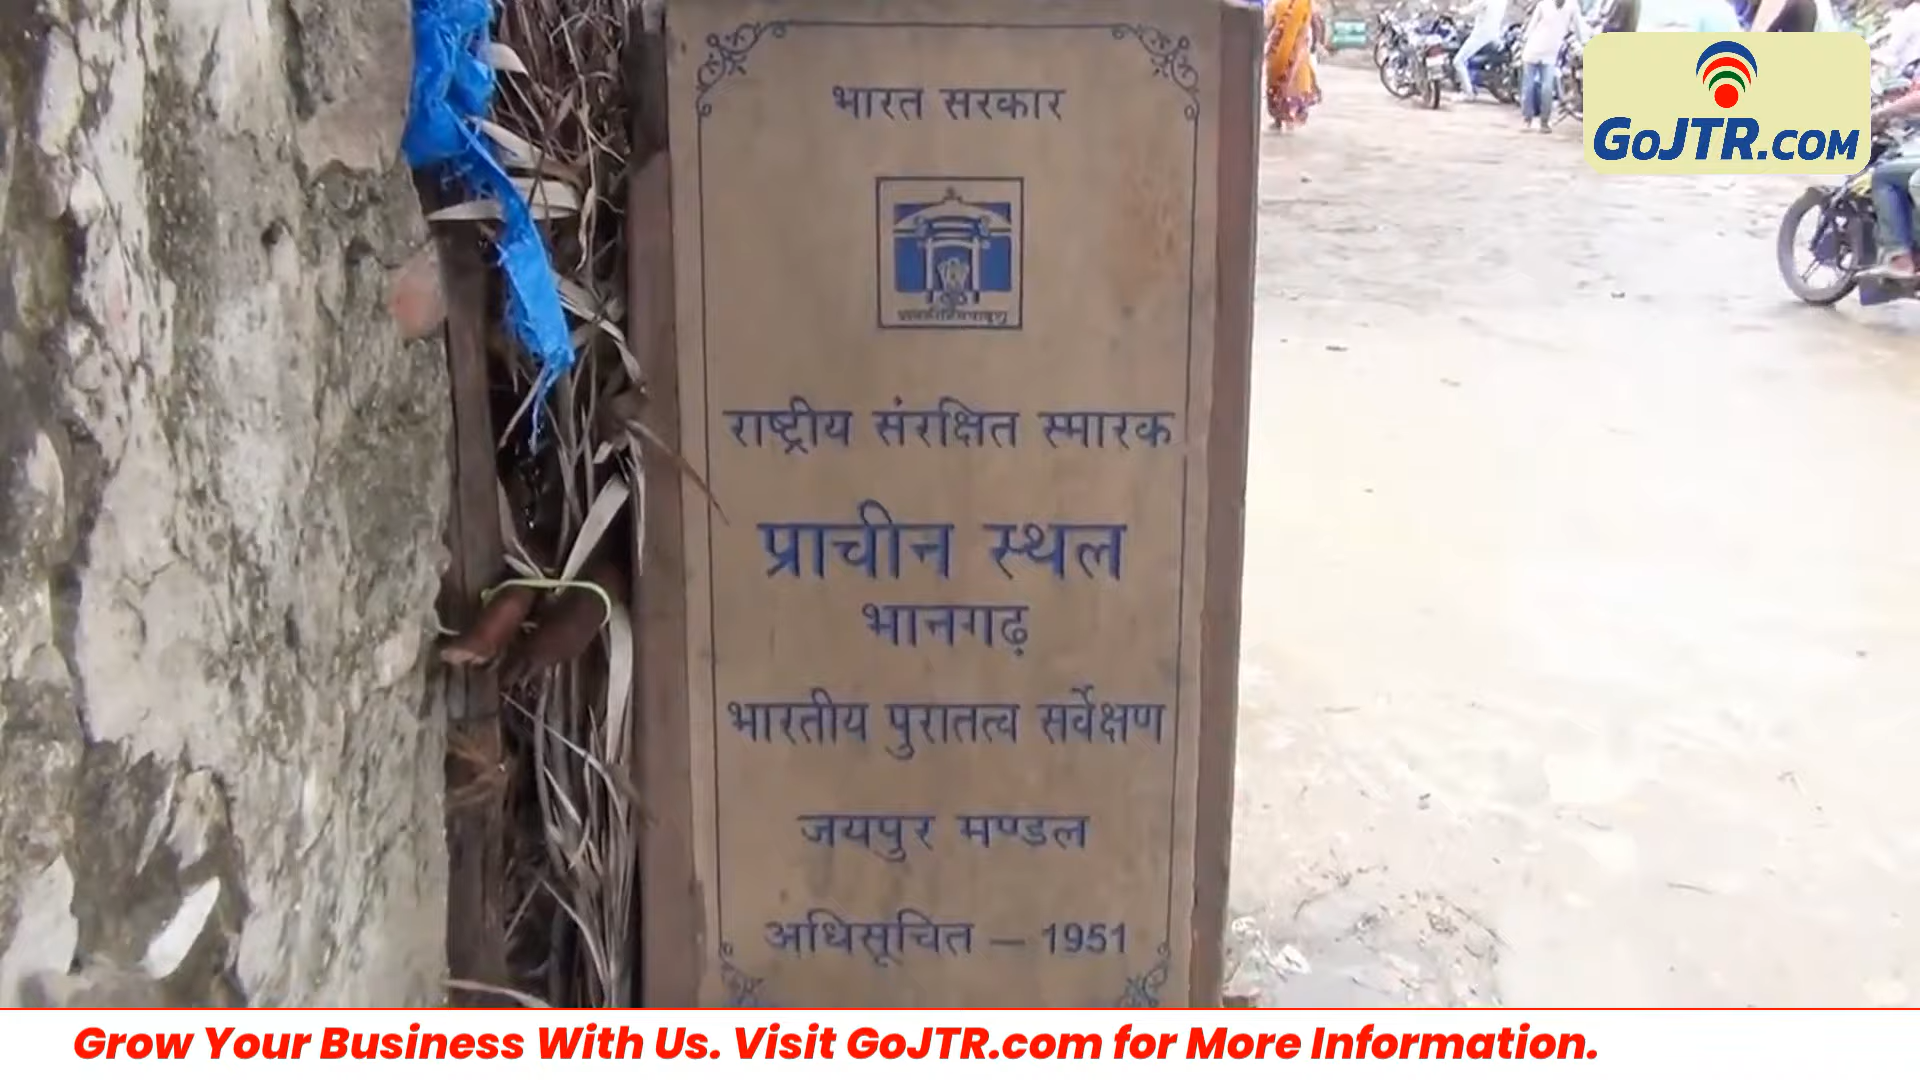 भारत सरकार
राष्ट्रीय संरक्षित स्मारक
प्राचीन स्थल
भानगढ़
भारतीय पुरातत्व सर्वेक्षण
जयपुर मण्डल
अधिसूचित — 1951
GoJTR.COM
Grow Your Business With Us. Visit GoJTR.com for More Information.